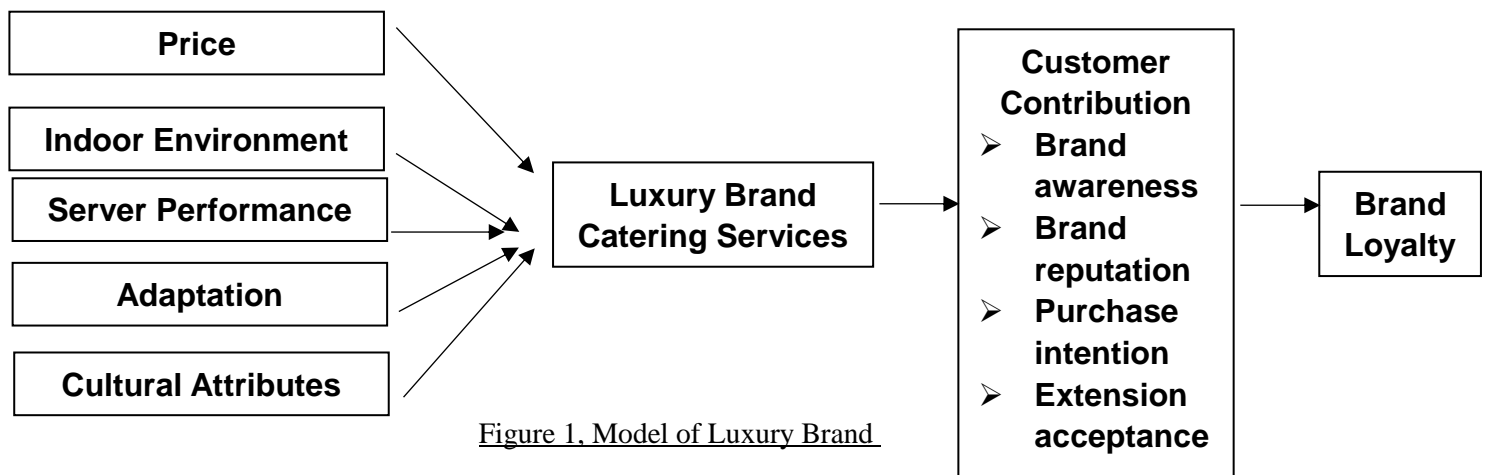 Price
Indoor Environment
Server Performance
Adaptation
Cultural Attributes
Luxury Brand
Catering Services
Customer
Contribution
➢ Brand
awareness
➢ Brand
reputation
➢ Purchase
intention
➢ Extension
acceptance
Brand
Loyalty
Figure 1, Model of Luxury Brand